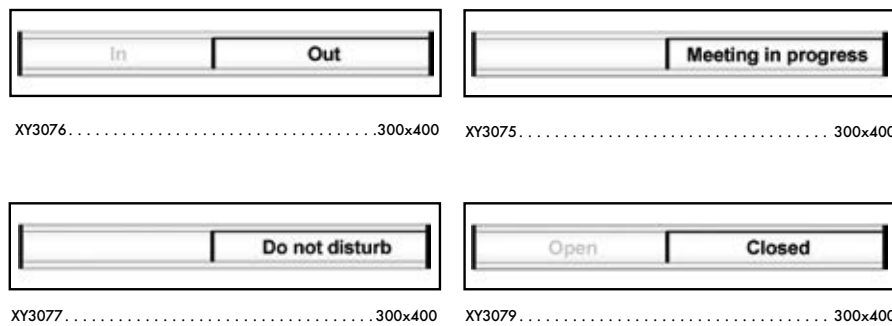 In Out
Meeting in progress
XY3076.................................300x400
XY3075................................. 300x400
Do not disturb
Open Closed
XY3077.................................300x400
XY3079................................. 300x400